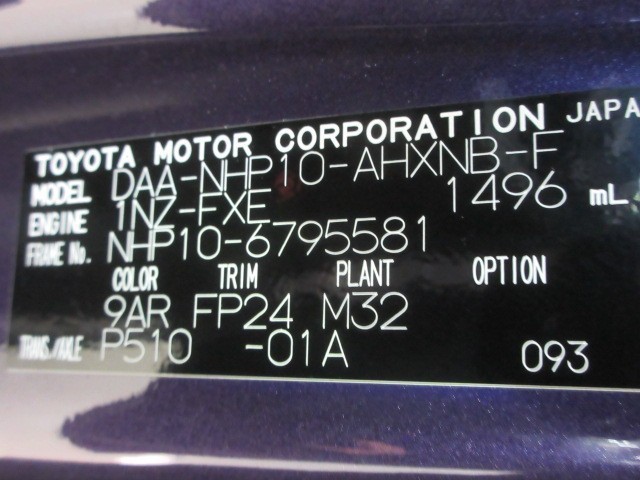 TOYOTA MOTOR CORPORATION JAPA
MODEL DAA-NHP10-AHXNB-F
ENGINE 1NZ-FXE 1496 mL
FRAME No. NHP10-6795581
COLOR TRIM PLANT OPTION
9AR FP24 M32
TRANS./AXLE P510 -01A 093